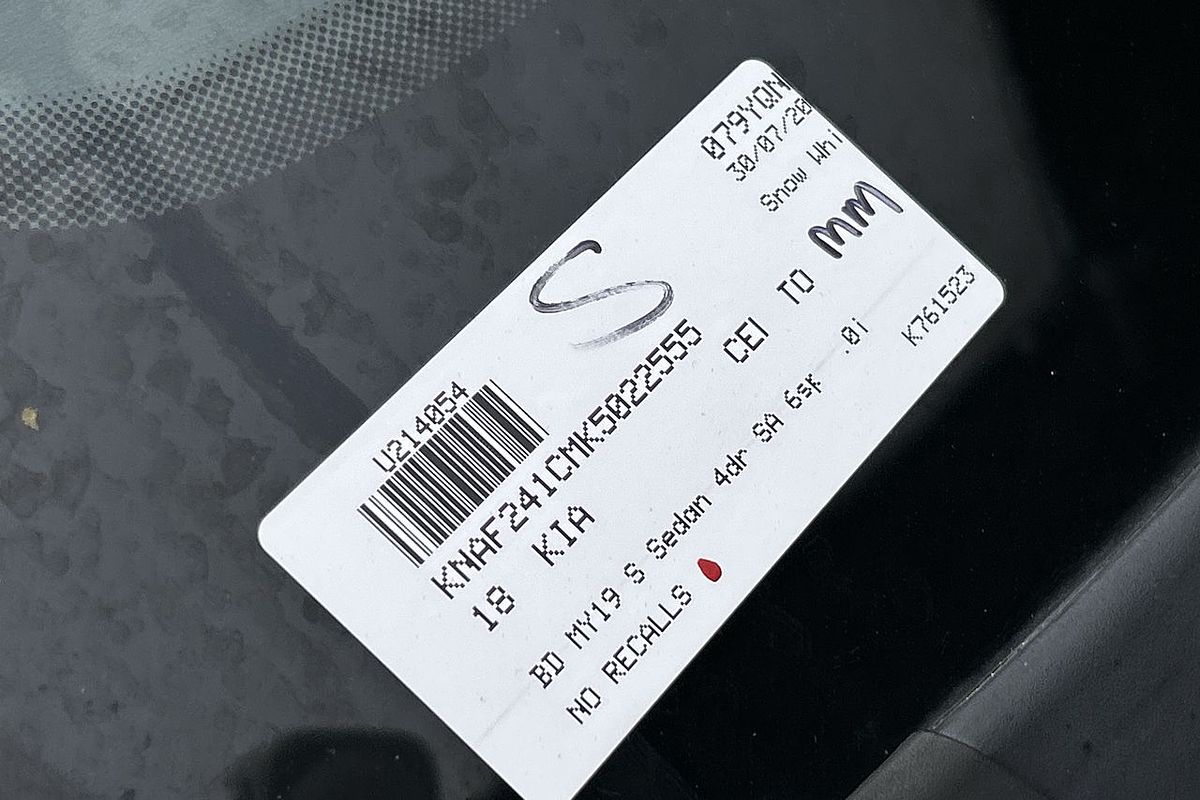 079YQN
30/07/20
Snow Whi
S
U214054
KNAF241CMK5022555
CEI TO MM
18 KIA
BD MY19 S Sedan 4dr SA 6sp .0i
K761523
NO RECALLS